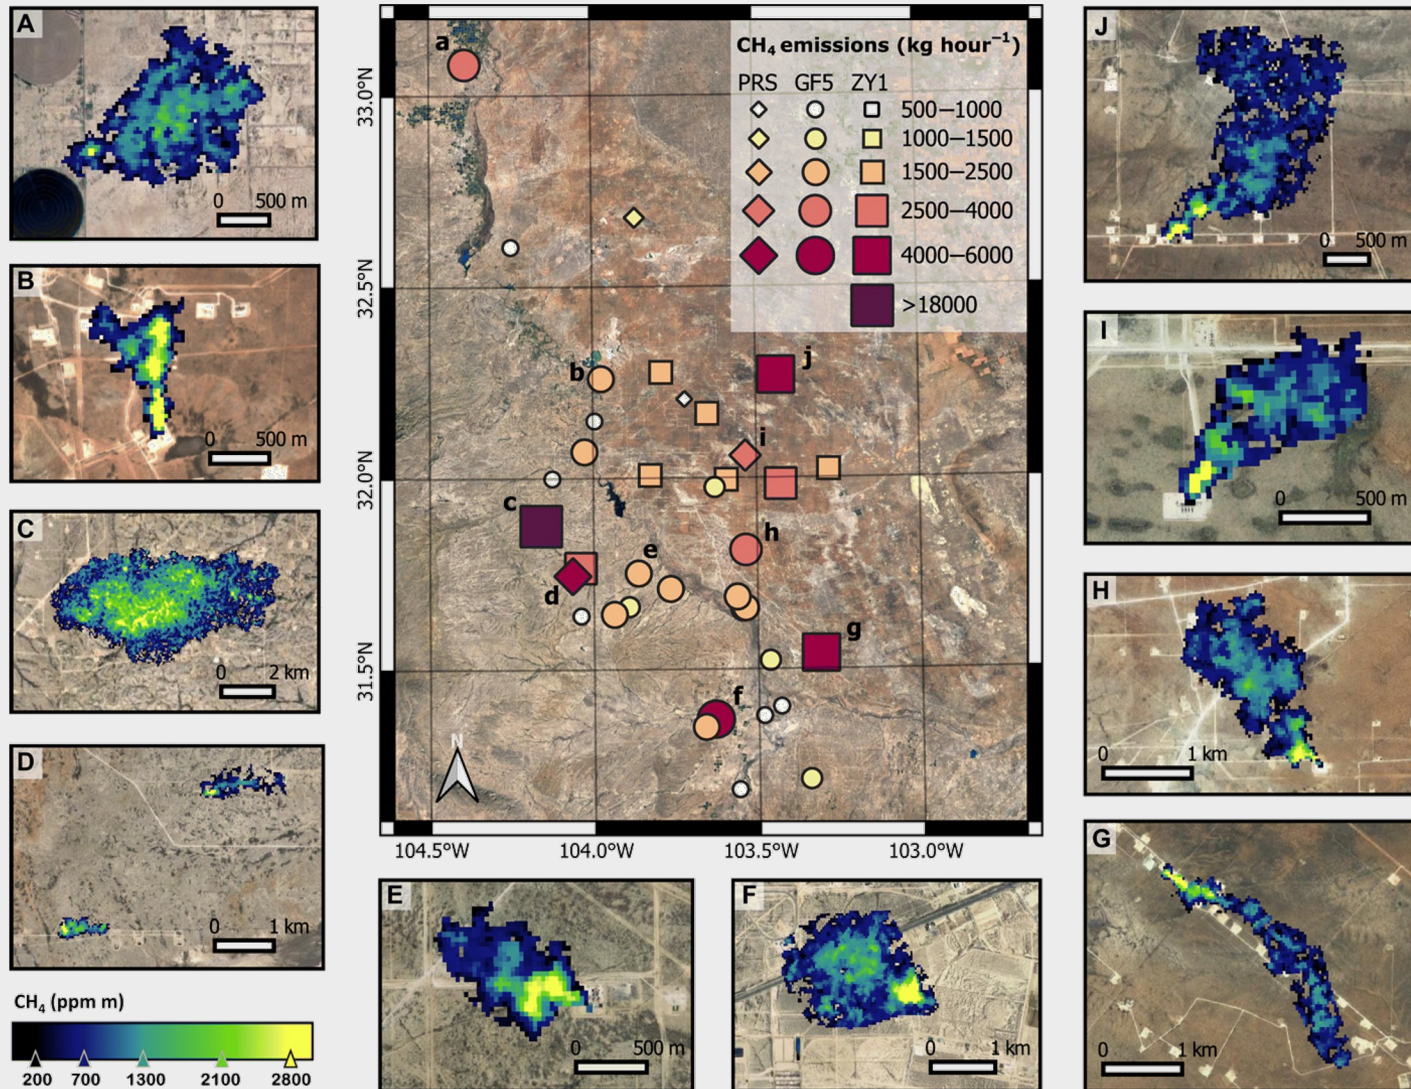 A
0 500 m
B
0 500 m
C
0 2 km
D
0 1 km
CH₄ (ppm m)
200 700 1300 2100 2800
CH₄ emissions (kg hour⁻¹)
PRS GF5 ZY1
500–1000
1000–1500
1500–2500
2500–4000
4000–6000
>18000
a
b
c
d
e
f
g
h
i
j
N
33.0°N
32.5°N
32.0°N
31.5°N
104.5°W 104.0°W 103.5°W 103.0°W
E
0 500 m
F
0 1 km
J
0 500 m
I
0 500 m
H
0 1 km
G
0 1 km